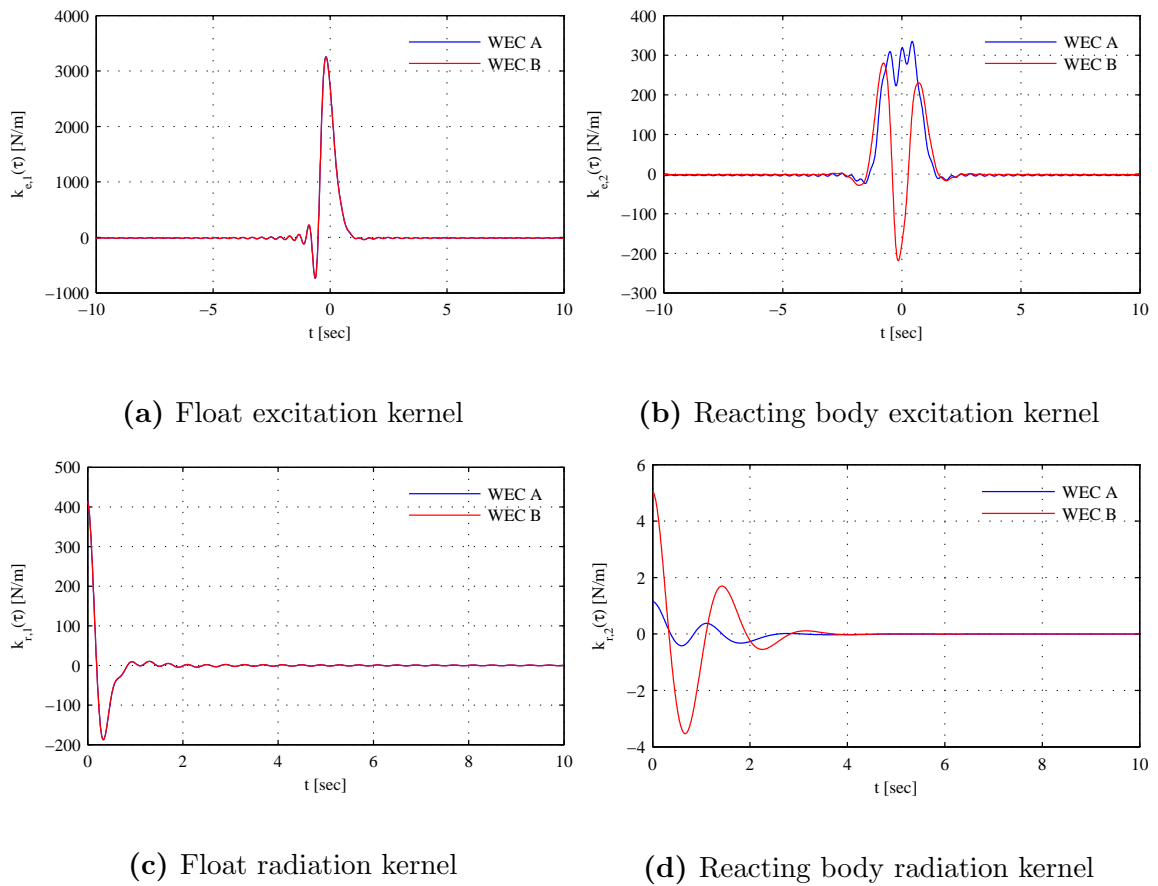 4000
3000
2000
1000
0
−1000
−10
−5
0
5
10
k_{e,1}(τ) [N/m]
t [sec]
WEC A
WEC B
(a) Float excitation kernel
400
300
200
100
0
−100
−200
−300
−10
−5
0
5
10
k_{e,2}(τ) [N/m]
t [sec]
WEC A
WEC B
(b) Reacting body excitation kernel
500
400
300
200
100
0
−100
−200
0
2
4
6
8
10
k_{r,1}(τ) [N/m]
t [sec]
WEC A
WEC B
(c) Float radiation kernel
6
4
2
0
−2
−4
0
2
4
6
8
10
k_{r,2}(τ) [N/m]
t [sec]
WEC A
WEC B
(d) Reacting body radiation kernel